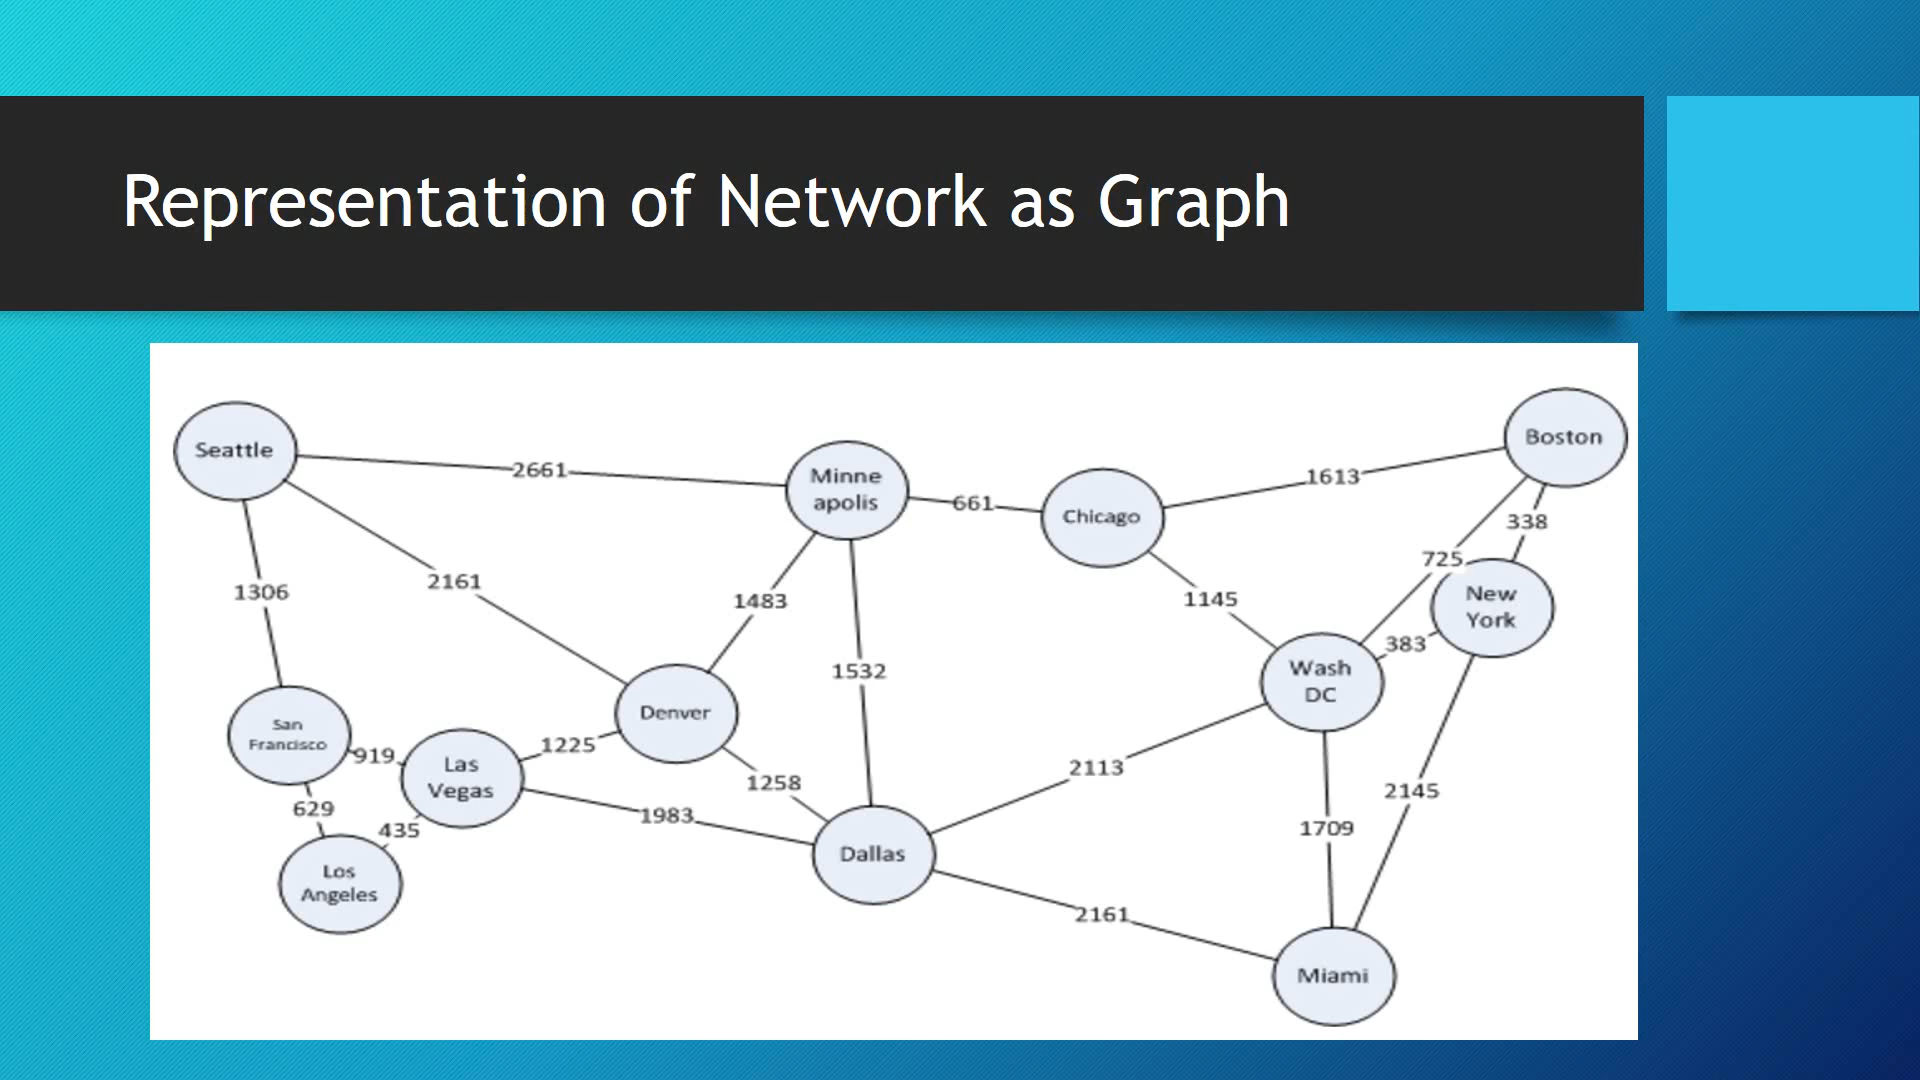 Representation of Network as Graph
Seattle
2661
Minne
apolis
661
Chicago
1613
Boston
338
725
New
York
1306
2161
1483
1145
383
1532
Wash
DC
Denver
San
Francisco
919
Las
Vegas
1225
1258
2113
2145
629
435
1983
1709
Dallas
Los
Angeles
2161
Miami